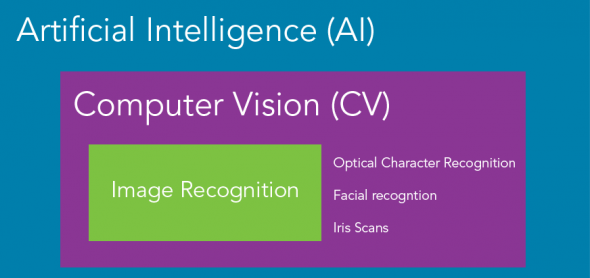 Artificial Intelligence (AI)
Computer Vision (CV)
Image Recognition
Optical Character Recognition
Facial recogntion
Iris Scans